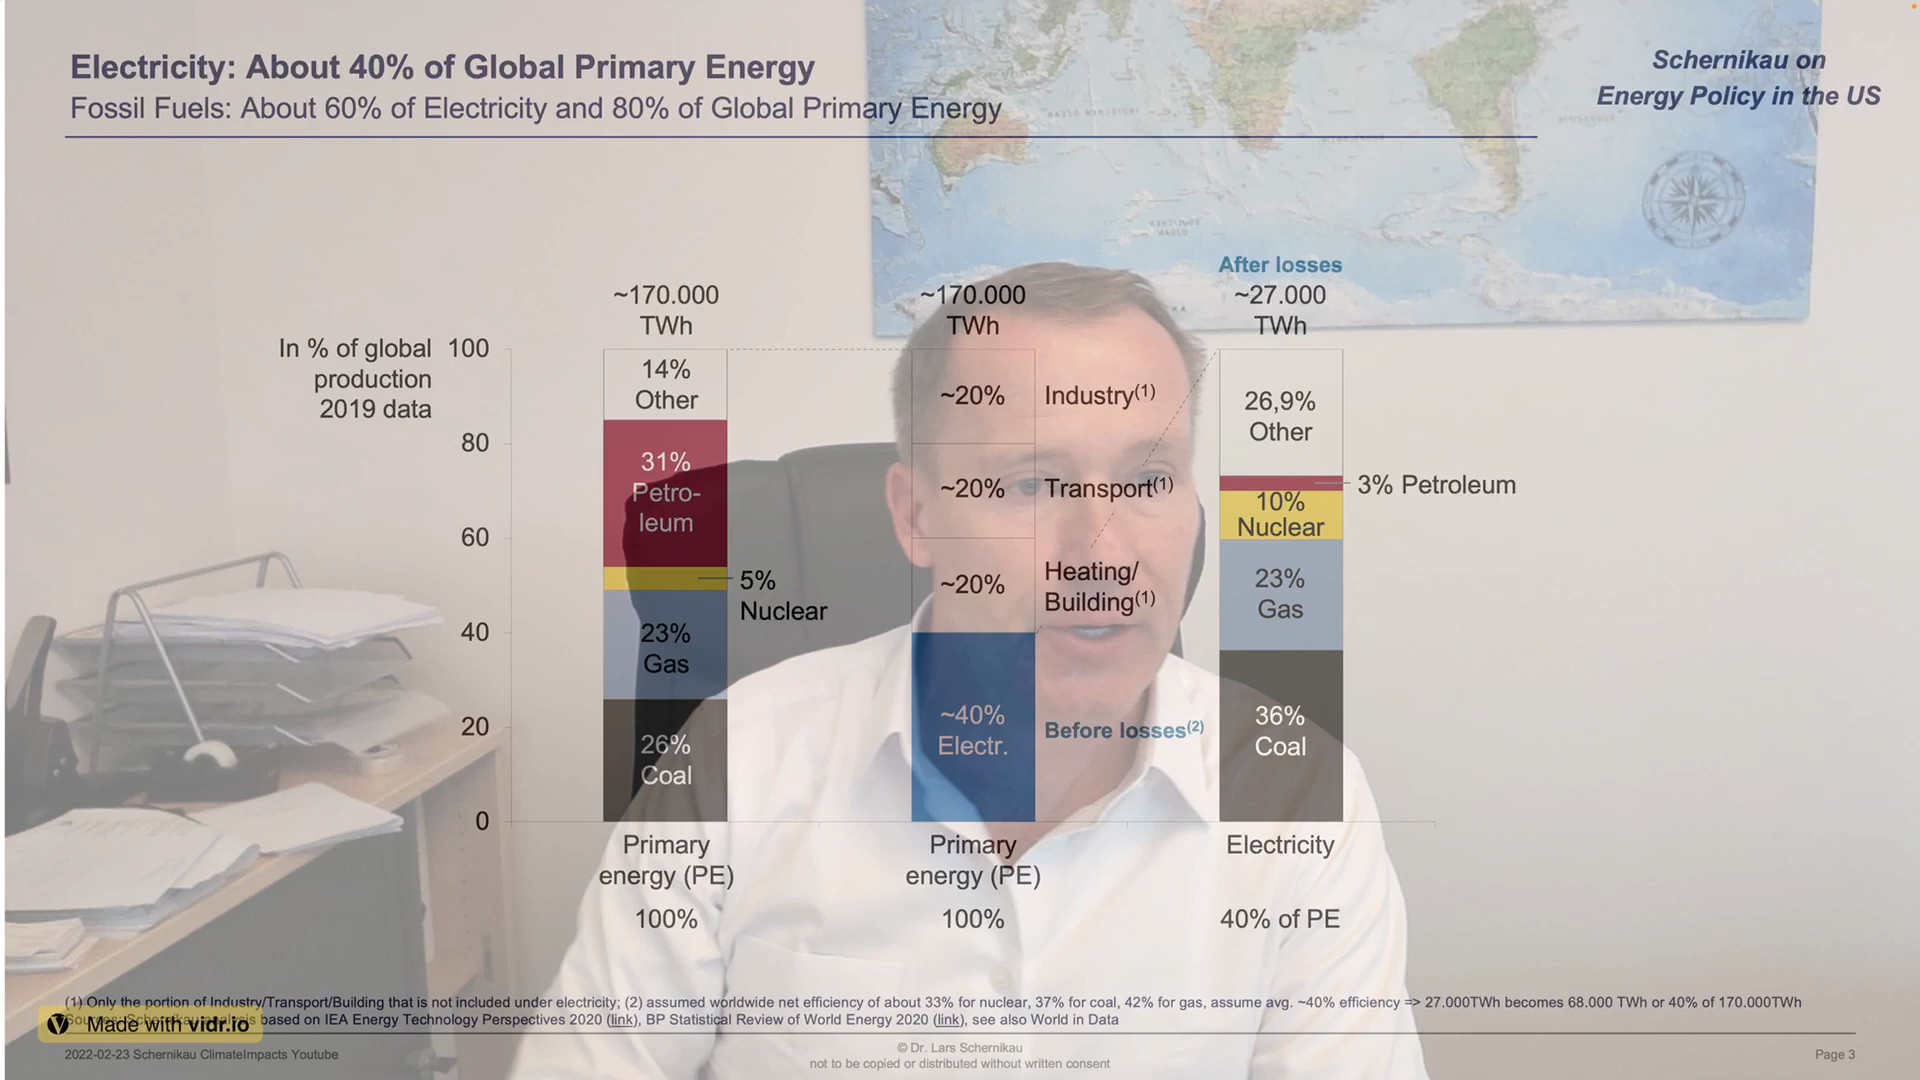 Electricity: About 40% of Global Primary Energy
Fossil Fuels: About 60% of Electricity and 80% of Global Primary Energy
Schernikau on
Energy Policy in the US
After losses
~170.000
TWh
~170.000
TWh
~27.000
TWh
In % of global
production
2019 data
100
80
60
40
20
0
14%
Other
31%
Petro-
leum
5%
Nuclear
23%
Gas
26%
Coal
~20%
Industry(1)
~20%
Transport(1)
~20%
Heating/
Building(1)
~40%
Electr.
Before losses(2)
26,9%
Other
3% Petroleum
10%
Nuclear
23%
Gas
36%
Coal
Primary
energy (PE)
100%
Primary
energy (PE)
100%
Electricity
40% of PE
(1) Only the portion of Industry/Transport/Building that is not included under electricity; (2) assumed worldwide net efficiency of about 33% for nuclear, 37% for coal, 42% for gas, assume avg. ~40% efficiency => 27.000TWh becomes 68.000 TWh or 40% of 170.000TWh
Sources: Schernikau analysis based on IEA Energy Technology Perspectives 2020 (link), BP Statistical Review of World Energy 2020 (link), see also World in Data
Made with vidr.io
2022-02-23 Schernikau ClimateImpacts Youtube
© Dr. Lars Schernikau
not to be copied or distributed without written consent
Page 3